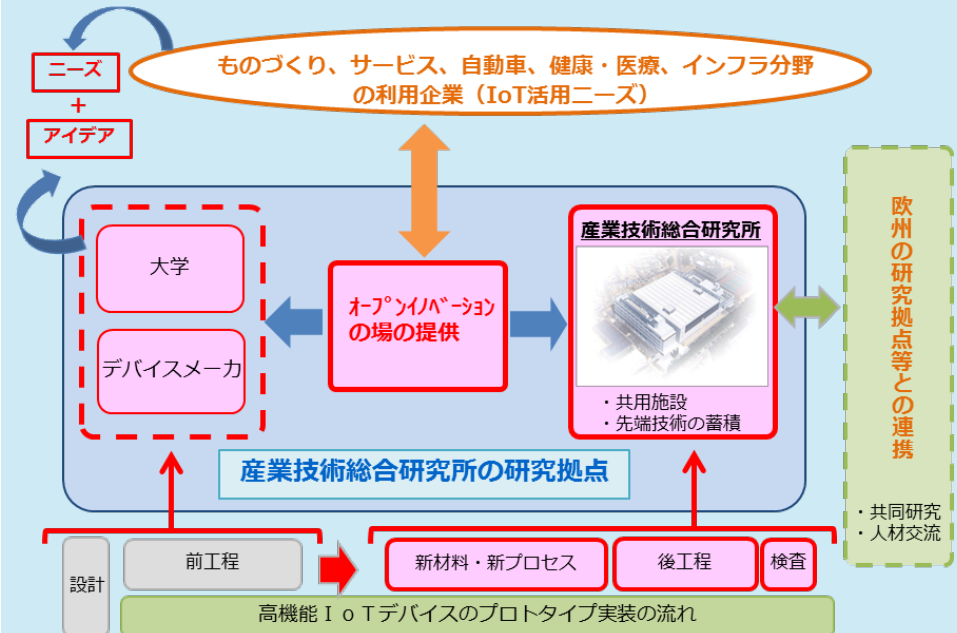 ニーズ
+
アイデア
ものづくり、サービス、自動車、健康・医療、インフラ分野
の利用企業（IoT活用ニーズ）
大学
デバイスメーカ
ｵｰﾌﾟﾝｲﾉﾍﾞｰｼｮﾝ
の場の提供
産業技術総合研究所
・共用施設
・先端技術の蓄積
産業技術総合研究所の研究拠点
欧州の研究拠点等との連携
・共同研究
・人材交流
設計
前工程
新材料・新プロセス
後工程
検査
高機能ＩｏＴデバイスのプロトタイプ実装の流れ